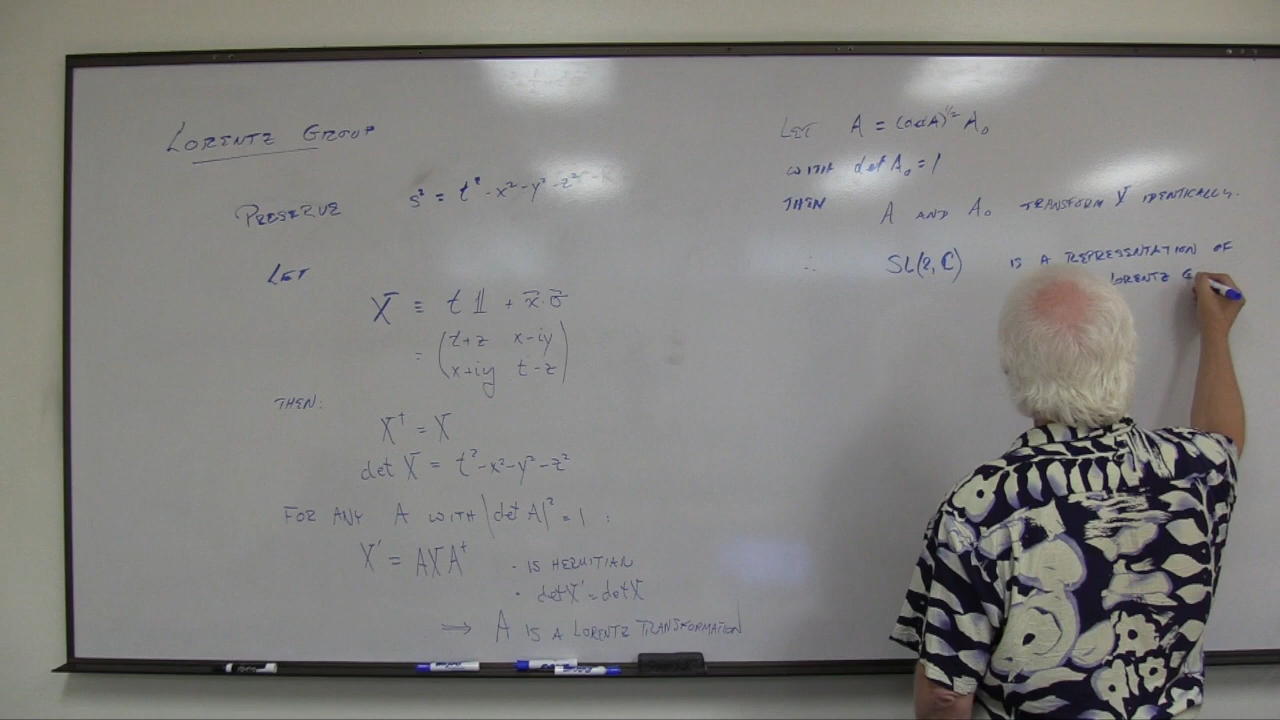 LORENTZ GROUP
PRESERVE s² = t² - x² - y² - z²
LET
X ≡ t 𝟙 + x⃗·σ⃗
= (t+z x-iy
x+iy t-z)
THEN:
X† = X
det X = t² - x² - y² - z²
FOR ANY A WITH |det A|² = 1 :
X' = AXA† · IS HERMITIAN
· det X' = det X
⟹ A IS A LORENTZ TRANSFORMATION
LET A = (det A)^½ A₀
WITH det A₀ = 1
THEN A AND A₀ TRANSFORM X IDENTICALLY.
∴ SL(2,ℂ) IS A REPRESENTATION OF
LORENTZ G